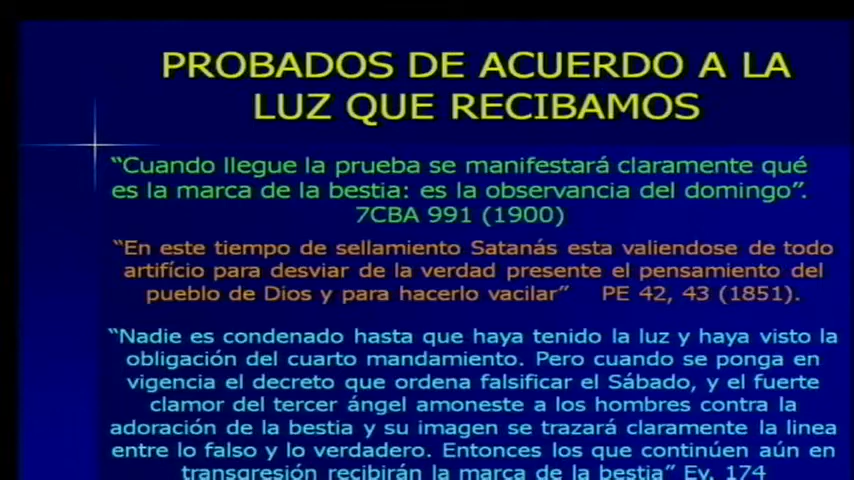 PROBADOS DE ACUERDO A LA
LUZ QUE RECIBAMOS
“Cuando llegue la prueba se manifestará claramente qué
es la marca de la bestia: es la observancia del domingo”.
7CBA 991 (1900)
“En este tiempo de sellamiento Satanás esta valiendose de todo
artifício para desviar de la verdad presente el pensamiento del
pueblo de Dios y para hacerlo vacilar” PE 42, 43 (1851).
“Nadie es condenado hasta que haya tenido la luz y haya visto la
obligación del cuarto mandamiento. Pero cuando se ponga en
vigencia el decreto que ordena falsificar el Sábado, y el fuerte
clamor del tercer ángel amoneste a los hombres contra la
adoración de la bestia y su imagen se trazará claramente la linea
entre lo falso y lo verdadero. Entonces los que continúen aún en
transgresión recibirán la marca de la bestia” Ev. 174